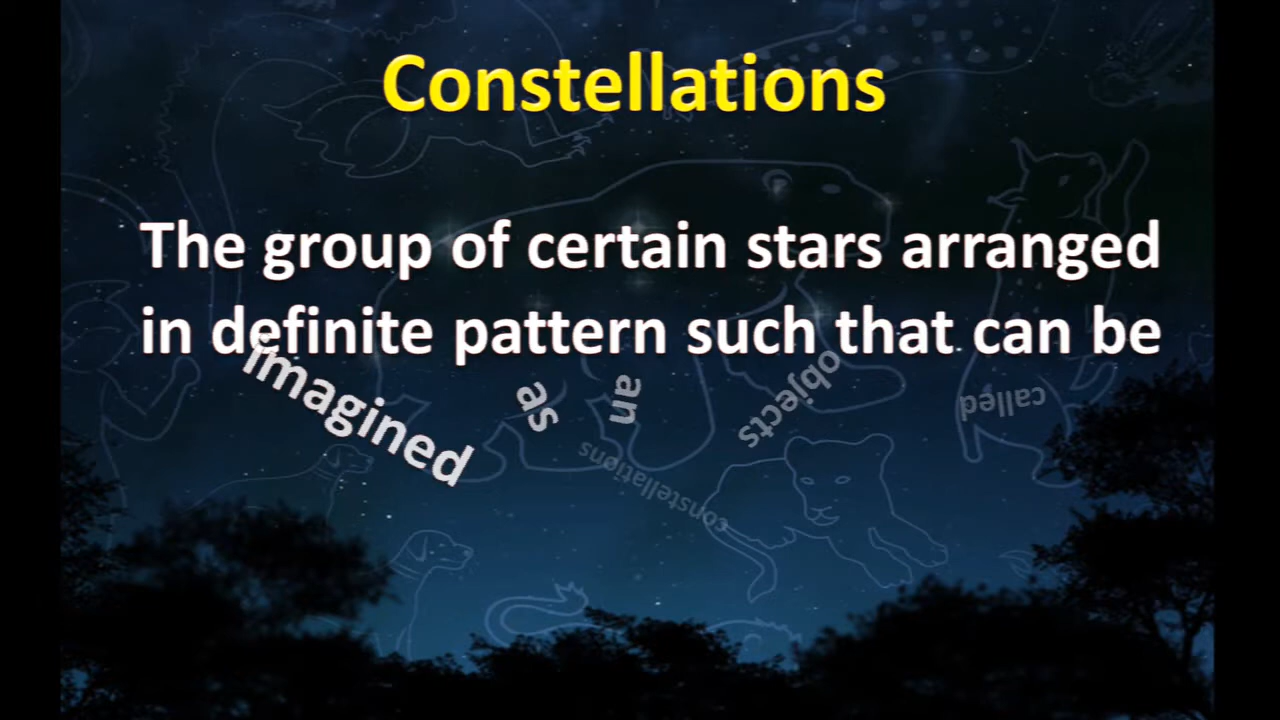 Constellations
The group of certain stars arranged
in definite pattern such that can be
imagined as an objects called
constellations